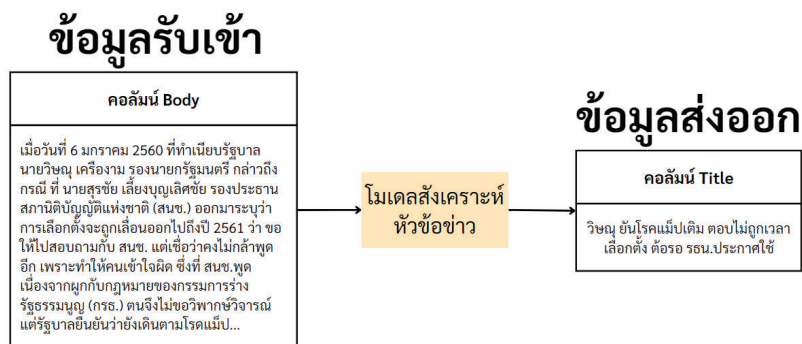 ข้อมูลรับเข้า
คอลัมน์ Body
เมื่อวันที่ 6 มกราคม 2560 ที่ทำเนียบรัฐบาล
นายวิษณุ เครืองาม รองนายกรัฐมนตรี กล่าวถึง
กรณี ที่ นายสุรชัย เลี้ยงบุญเลิศชัย รองประธาน
สภานิติบัญญัติแห่งชาติ (สนช.) ออกมาระบุว่า
การเลือกตั้งจะถูกเลื่อนออกไปถึงปี 2561 ว่า ขอ
ให้ไปสอบถามกับ สนช. แต่เชื่อว่าคงไม่กล้าพูด
อีก เพราะทำให้คนเข้าใจผิด ซึ่งที่ สนช.พูด
เนื่องจากผูกกับกฎหมายของกรรมการร่าง
รัฐธรรมนูญ (กรธ.) ตนจึงไม่ขอวิพากษ์วิจารณ์
แต่รัฐบาลยืนยันว่ายังเดินตามโรดแม็ป...
โมเดลสังเคราะห์
หัวข้อข่าว
ข้อมูลส่งออก
คอลัมน์ Title
วิษณุ ยันโรคแม็ปเดิม ตอบไม่ถูกเวลา
เลือกตั้ง ต้อรอ รธน.ประกาศใช้